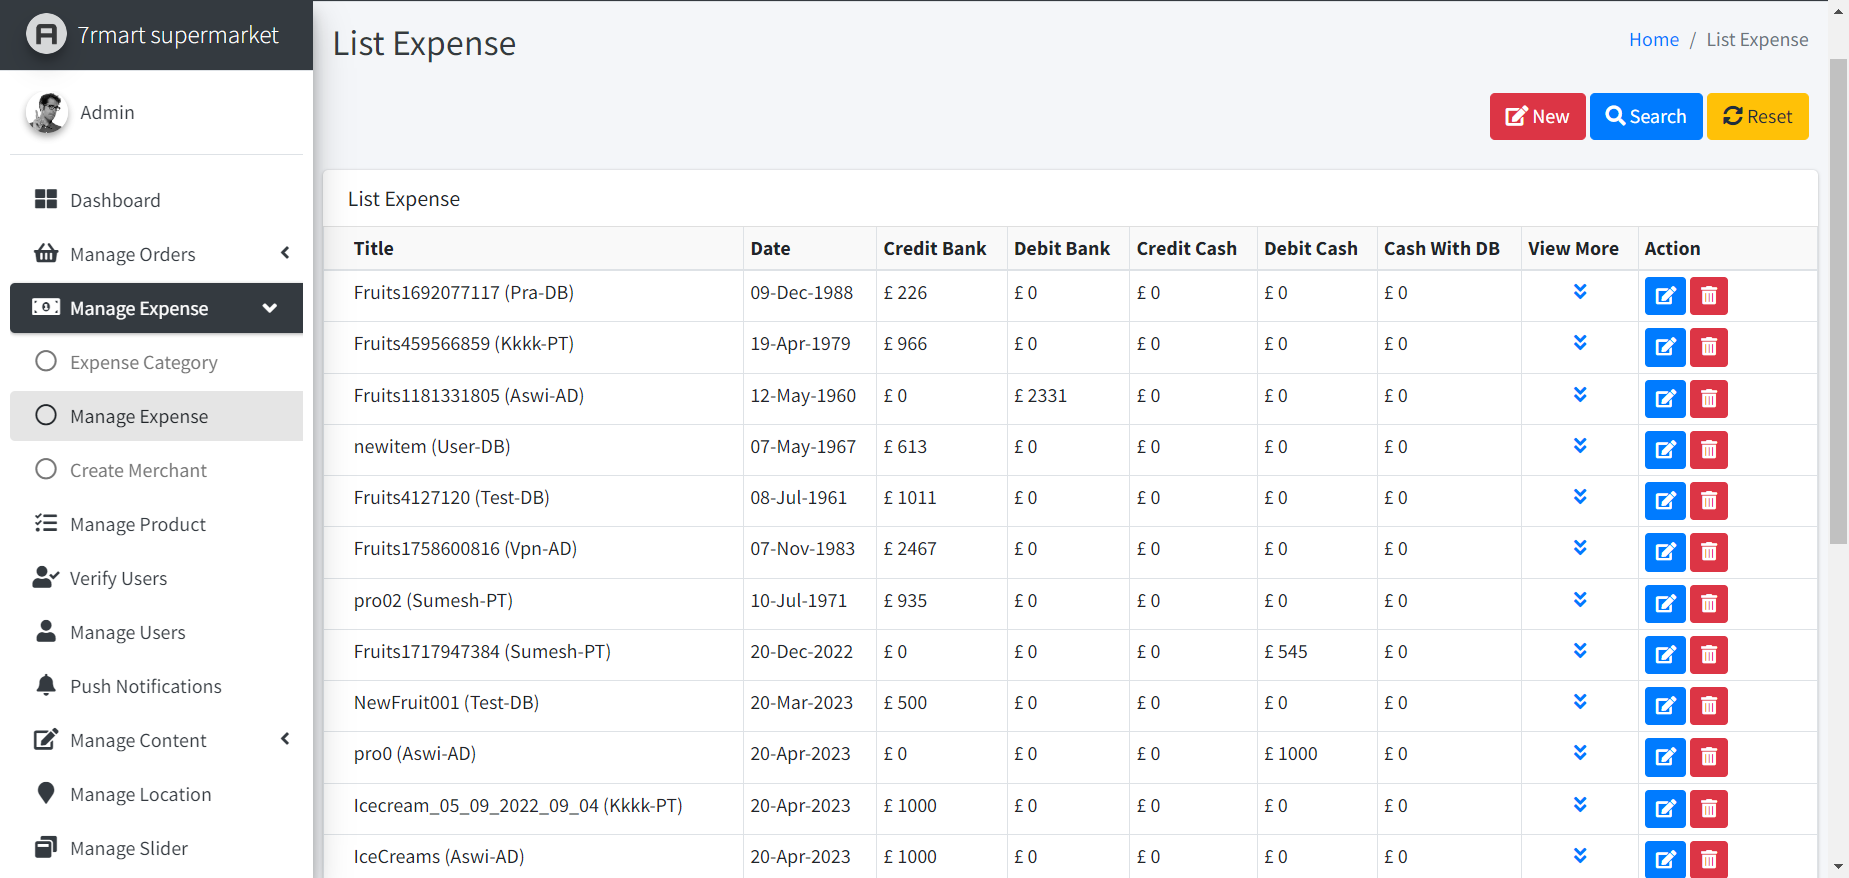 7rmart supermarket
Admin
Dashboard
Manage Orders
Manage Expense
Expense Category
Manage Expense
Create Merchant
Manage Product
Verify Users
Manage Users
Push Notifications
Manage Content
Manage Location
Manage Slider
List Expense
Home / List Expense
New Search Reset
List Expense
Title Date Credit Bank Debit Bank Credit Cash Debit Cash Cash With DB View More Action
Fruits1692077117 (Pra-DB) 09-Dec-1988 £ 226 £ 0 £ 0 £ 0 £ 0
Fruits459566859 (Kkkk-PT) 19-Apr-1979 £ 966 £ 0 £ 0 £ 0 £ 0
Fruits1181331805 (Aswi-AD) 12-May-1960 £ 0 £ 2331 £ 0 £ 0 £ 0
newitem (User-DB) 07-May-1967 £ 613 £ 0 £ 0 £ 0 £ 0
Fruits4127120 (Test-DB) 08-Jul-1961 £ 1011 £ 0 £ 0 £ 0 £ 0
Fruits1758600816 (Vpn-AD) 07-Nov-1983 £ 2467 £ 0 £ 0 £ 0 £ 0
pro02 (Sumesh-PT) 10-Jul-1971 £ 935 £ 0 £ 0 £ 0 £ 0
Fruits1717947384 (Sumesh-PT) 20-Dec-2022 £ 0 £ 0 £ 0 £ 545 £ 0
NewFruit001 (Test-DB) 20-Mar-2023 £ 500 £ 0 £ 0 £ 0 £ 0
pro0 (Aswi-AD) 20-Apr-2023 £ 0 £ 0 £ 0 £ 1000 £ 0
Icecream_05_09_2022_09_04 (Kkkk-PT) 20-Apr-2023 £ 1000 £ 0 £ 0 £ 0 £ 0
IceCreams (Aswi-AD) 20-Apr-2023 £ 1000 £ 0 £ 0 £ 0 £ 0